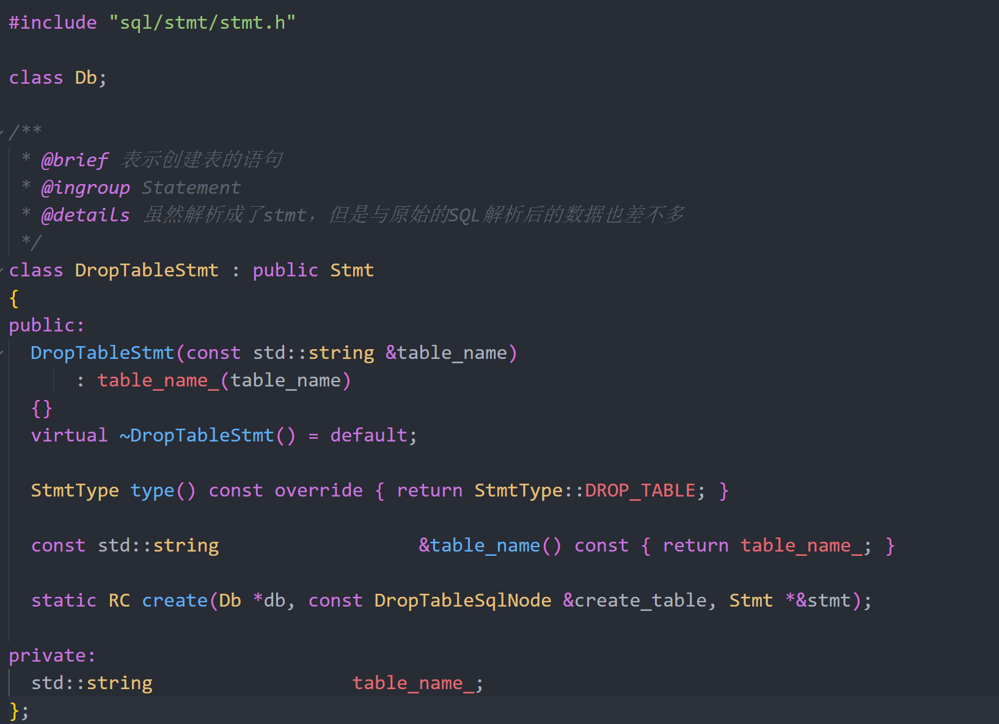 #include "sql/stmt/stmt.h"
class Db;
/**
* @brief 表示创建表的语句
* @ingroup Statement
* @details 虽然解析成了stmt，但是与原始的SQL解析后的数据也差不多
*/
class DropTableStmt : public Stmt
{
public:
DropTableStmt(const std::string &table_name)
: table_name_(table_name)
{}
virtual ~DropTableStmt() = default;
StmtType type() const override { return StmtType::DROP_TABLE; }
const std::string &table_name() const { return table_name_; }
static RC create(Db *db, const DropTableSqlNode &create_table, Stmt *&stmt);
private:
std::string table_name_;
};